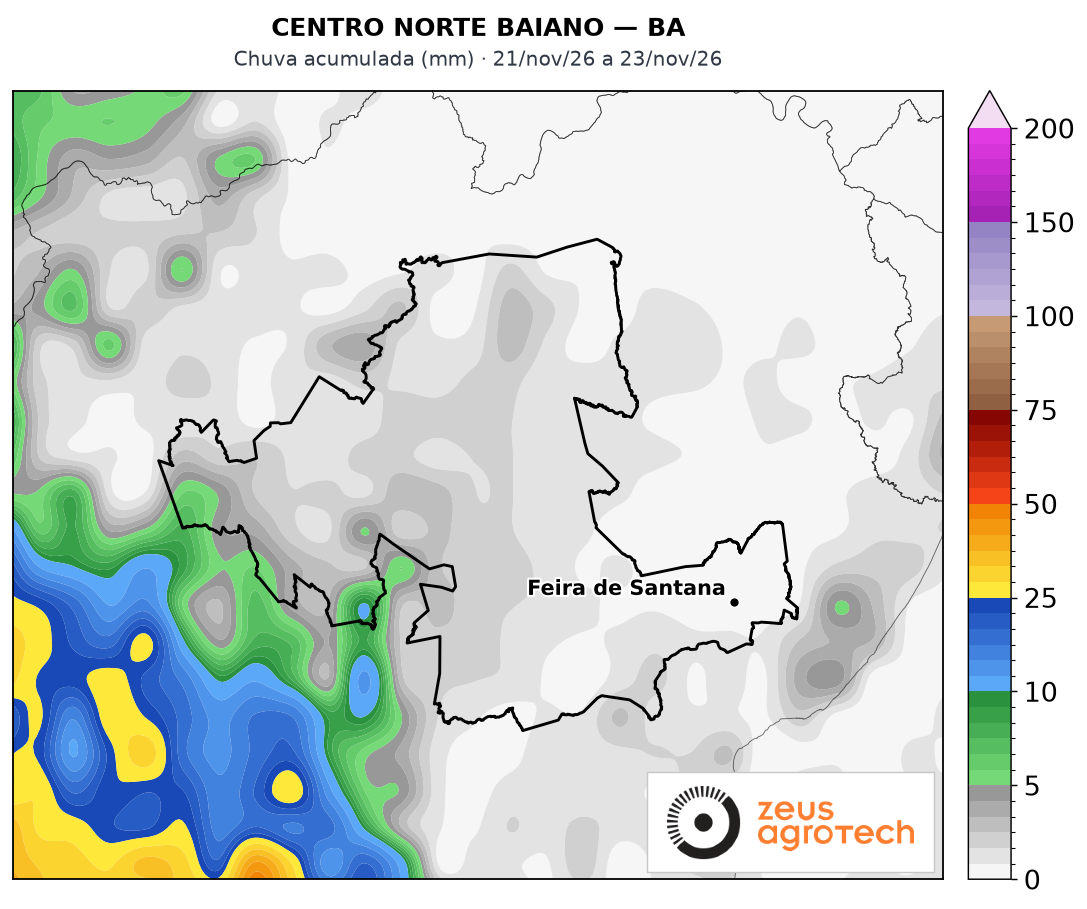 CENTRO NORTE BAIANO — BA
Chuva acumulada (mm) · 21/nov/26 a 23/nov/26
200
150
100
75
50
25
10
5
0
Feira de Santana
zeus
agrotech